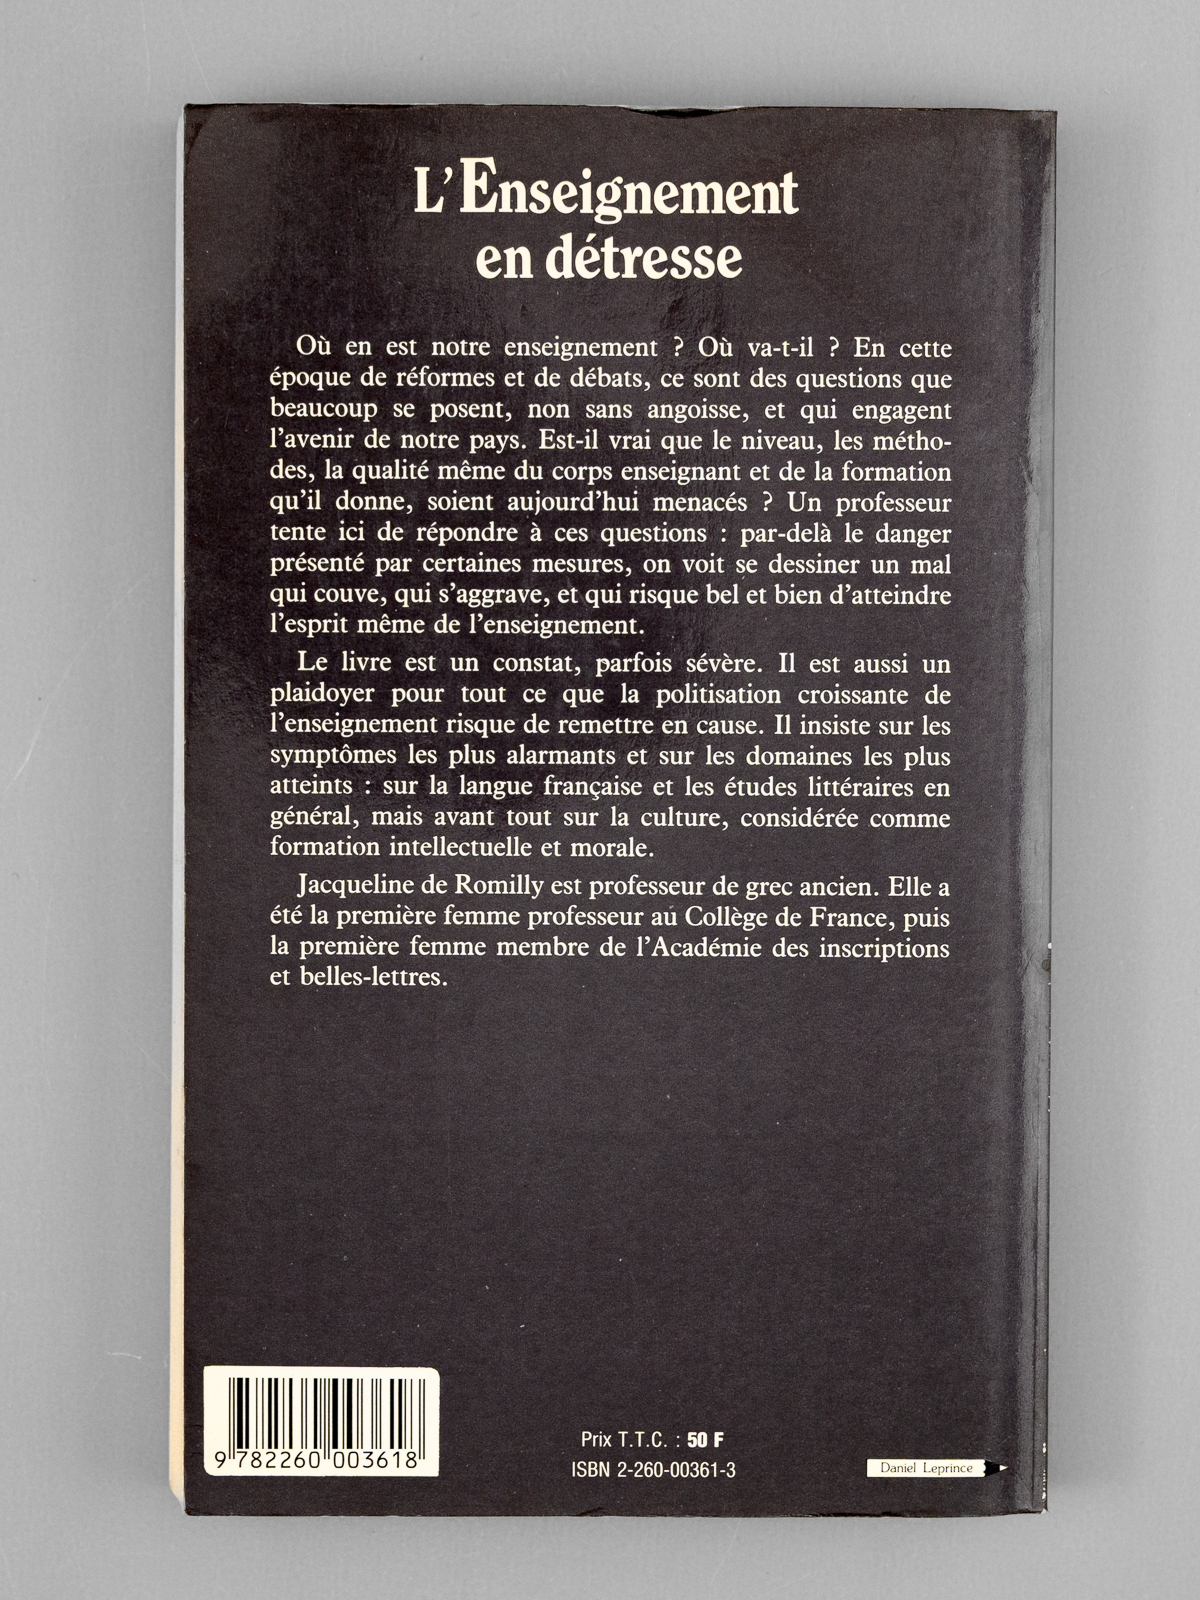 L'Enseignement
en détresse
Où en est notre enseignement ? Où va-t-il ? En cette
époque de réformes et de débats, ce sont des questions que
beaucoup se posent, non sans angoisse, et qui engagent
l'avenir de notre pays. Est-il vrai que le niveau, les métho-
des, la qualité même du corps enseignant et de la formation
qu'il donne, soient aujourd'hui menacés ? Un professeur
tente ici de répondre à ces questions : par-delà le danger
présenté par certaines mesures, on voit se dessiner un mal
qui couve, qui s'aggrave, et qui risque bel et bien d'atteindre
l'esprit même de l'enseignement.
Le livre est un constat, parfois sévère. Il est aussi un
plaidoyer pour tout ce que la politisation croissante de
l'enseignement risque de remettre en cause. Il insiste sur les
symptômes les plus alarmants et sur les domaines les plus
atteints : sur la langue française et les études littéraires en
général, mais avant tout sur la culture, considérée comme
formation intellectuelle et morale.
Jacqueline de Romilly est professeur de grec ancien. Elle a
été la première femme professeur au Collège de France, puis
la première femme membre de l'Académie des inscriptions
et belles-lettres.
9 782260 003618
Prix T.T.C. : 50 F
ISBN 2-260-00361-3
Daniel Leprince